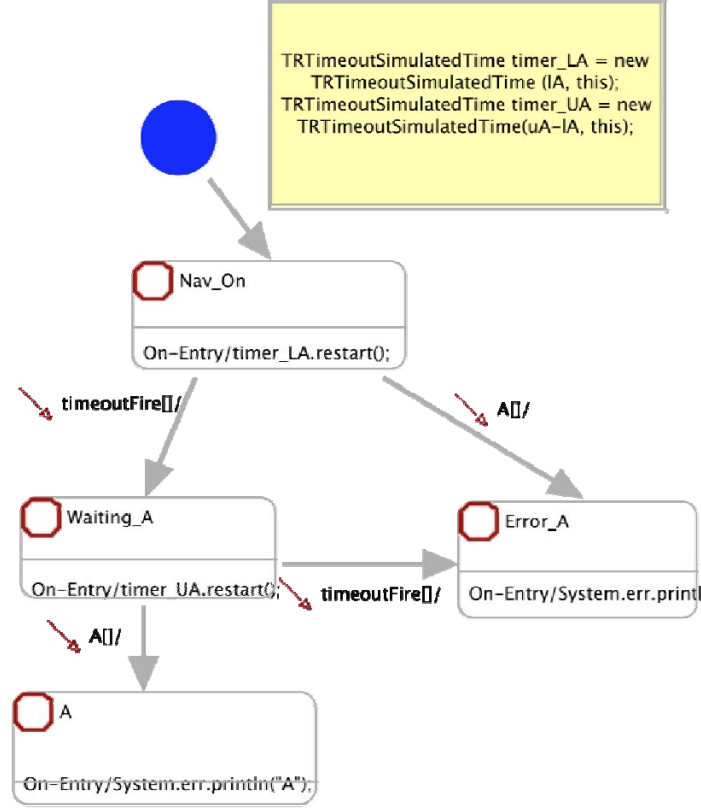 TRTimeoutSimulatedTime timer_LA = new
TRTimeoutSimulatedTime (lA, this);
TRTimeoutSimulatedTime timer_UA = new
TRTimeoutSimulatedTime(uA-lA, this);
Nav_On
On-Entry/timer_LA.restart();
timeoutFire[]/
A[]/
Waiting_A
Error_A
On-Entry/timer_UA.restart();
timeoutFire[]/
On-Entry/System.err.printl
A[]/
A
On-Entry/System.err.println("A");